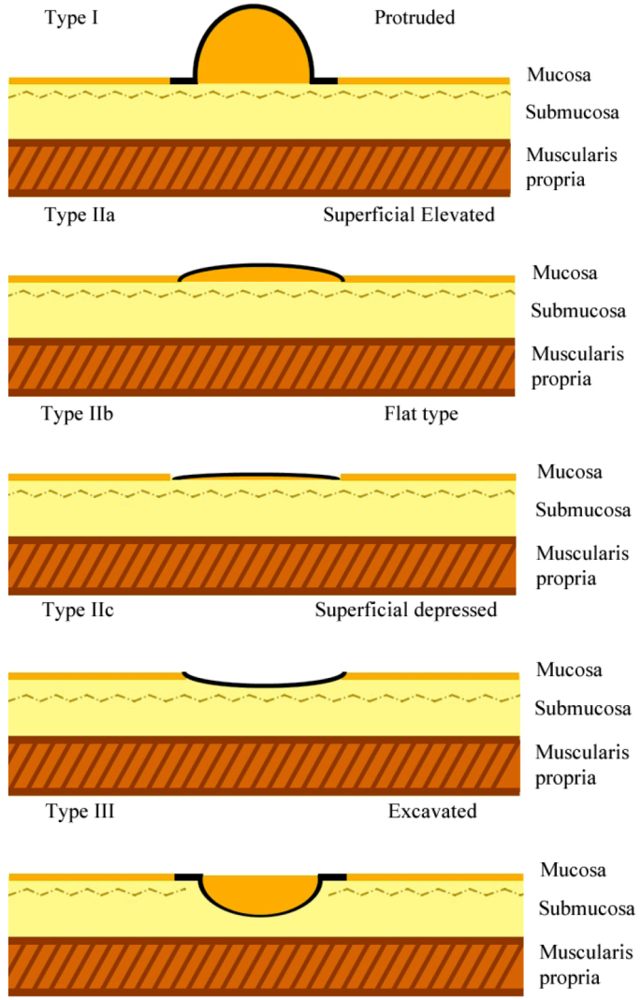 Type I Protruded
Mucosa
Submucosa
Muscularis
propria
Type IIa Superficial Elevated
Mucosa
Submucosa
Muscularis
propria
Type IIb Flat type
Mucosa
Submucosa
Muscularis
propria
Type IIc Superficial depressed
Mucosa
Submucosa
Muscularis
propria
Type III Excavated
Mucosa
Submucosa
Muscularis
propria